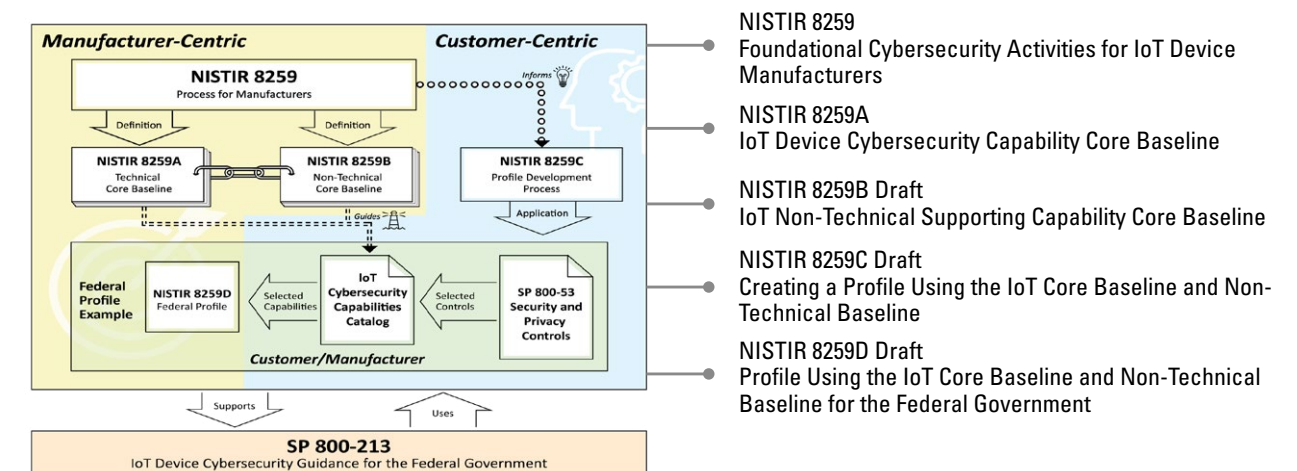 Manufacturer-Centric
Customer-Centric
NISTIR 8259
Process for Manufacturers
Informs
Definition
Definition
NISTIR 8259A
Technical
Core Baseline
NISTIR 8259B
Non-Technical
Core Baseline
NISTIR 8259C
Profile Development
Process
Guides
Application
Federal
Profile
Example
NISTIR 8259D
Federal Profile
Selected
Capabilities
IoT
Cybersecurity
Capabilities
Catalog
Selected
Controls
SP 800-53
Security and
Privacy
Controls
Customer/Manufacturer
Supports
Uses
SP 800-213
IoT Device Cybersecurity Guidance for the Federal Government
NISTIR 8259
Foundational Cybersecurity Activities for IoT Device
Manufacturers
NISTIR 8259A
IoT Device Cybersecurity Capability Core Baseline
NISTIR 8259B Draft
IoT Non-Technical Supporting Capability Core Baseline
NISTIR 8259C Draft
Creating a Profile Using the IoT Core Baseline and Non-
Technical Baseline
NISTIR 8259D Draft
Profile Using the IoT Core Baseline and Non-Technical
Baseline for the Federal Government